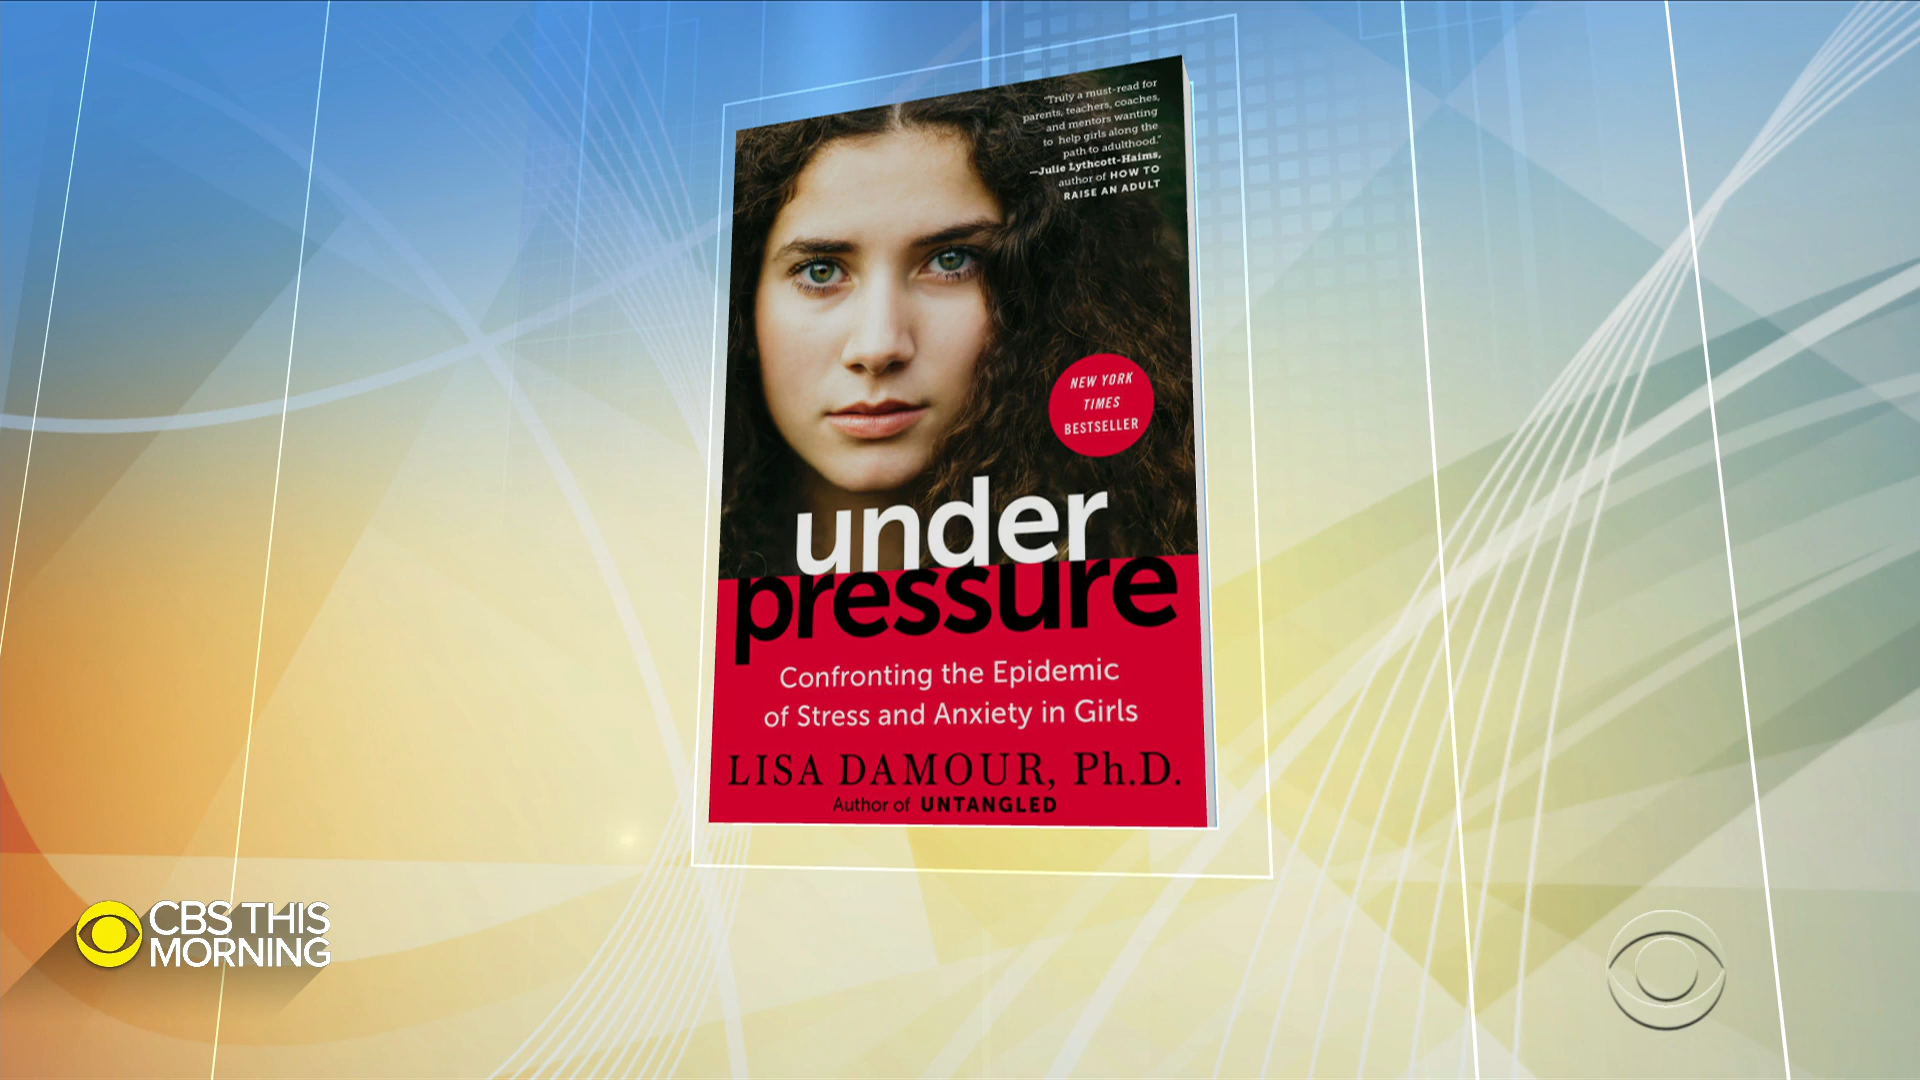 "Truly a must-read for
parents, teachers, coaches,
and mentors wanting
to help girls along the
path to adulthood."
—Julie Lythcott-Haims,
author of HOW TO
RAISE AN ADULT
NEW YORK
TIMES
BESTSELLER
under
pressure
Confronting the Epidemic
of Stress and Anxiety in Girls
LISA DAMOUR, Ph.D.
Author of UNTANGLED
CBS THIS
MORNING